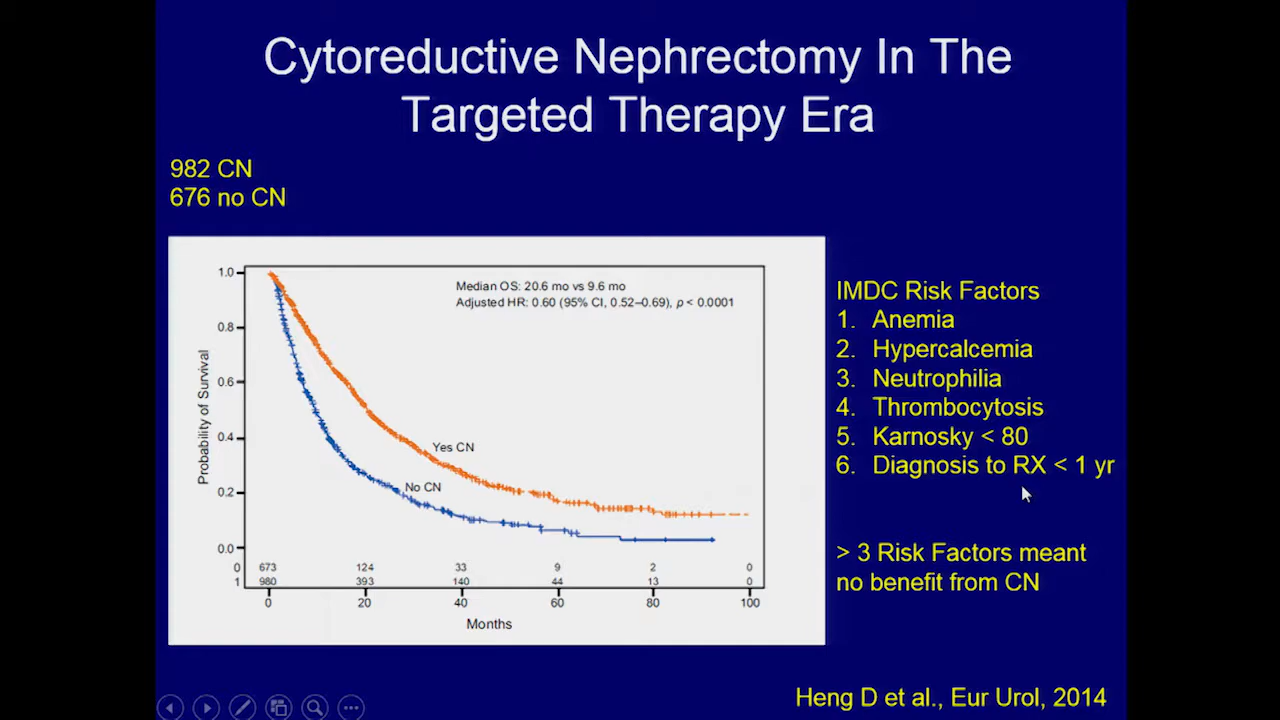 Cytoreductive Nephrectomy In The
Targeted Therapy Era
982 CN
676 no CN
Median OS: 20.6 mo vs 9.6 mo
Adjusted HR: 0.60 (95% CI, 0.52–0.69), p < 0.0001
Probability of Survival
1.0
0.8
0.6
0.4
0.2
0.0
Yes CN
No CN
0 673 124 33 9 2 0
1 980 393 140 44 13 0
0 20 40 60 80 100
Months
IMDC Risk Factors
1. Anemia
2. Hypercalcemia
3. Neutrophilia
4. Thrombocytosis
5. Karnosky < 80
6. Diagnosis to RX < 1 yr
> 3 Risk Factors meant
no benefit from CN
Heng D et al., Eur Urol, 2014